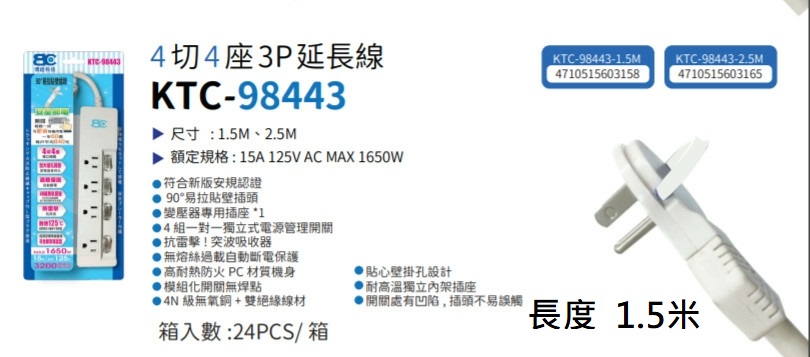 4切4座3P延長線
KTC-98443
KTC-98443-1.5M
4710515603158
KTC-98443-2.5M
4710515603165
▶ 尺寸 : 1.5M、2.5M
▶ 額定規格 : 15A 125V AC MAX 1650W
●符合新版安規認證
● 90°易拉貼壁插頭
●變壓器專用插座 *1
●4 組一對一獨立式電源管理開關
●抗雷擊!突波吸收器
●無熔絲過載自動斷電保護
●高耐熱防火 PC 材質機身
●模組化開關無焊點
●4N 級無氧銅+雙絕緣線材
●貼心壁掛孔設計
●耐高溫獨立內架插座
●開關處有凹陷,插頭不易誤觸
箱入數:24PCS/ 箱
長度 1.5米
KTC-98443